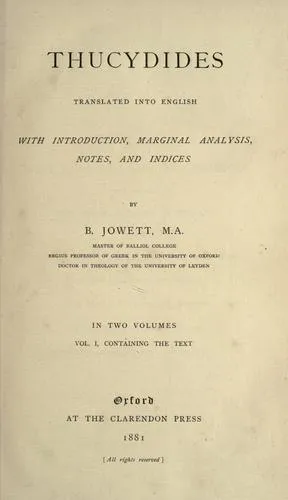 THUCYDIDES
TRANSLATED INTO ENGLISH
WITH INTRODUCTION, MARGINAL ANALYSIS,
NOTES, AND INDICES
BY
B. JOWETT, M.A.
MASTER OF BALLIOL COLLEGE
REGIUS PROFESSOR OF GREEK IN THE UNIVERSITY OF OXFORD
DOCTOR IN THEOLOGY OF THE UNIVERSITY OF LEYDEN
IN TWO VOLUMES
VOL. I, CONTAINING THE TEXT
Oxford
AT THE CLARENDON PRESS
1881
[All rights reserved]